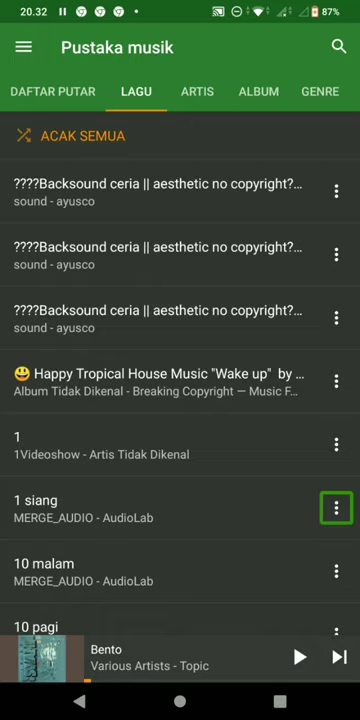 20.32
87%
Pustaka musik
DAFTAR PUTAR
LAGU
ARTIS
ALBUM
GENRE
ACAK SEMUA
????Backsound ceria || aesthetic no copyright?...
sound - ayusco
????Backsound ceria || aesthetic no copyright?...
sound - ayusco
????Backsound ceria || aesthetic no copyright?...
sound - ayusco
😃 Happy Tropical House Music "Wake up" by ...
Album Tidak Dikenal - Breaking Copyright — Music F...
1
1Videoshow - Artis Tidak Dikenal
1 siang
MERGE_AUDIO - AudioLab
10 malam
MERGE_AUDIO - AudioLab
10 pagi
Bento
Various Artists - Topic